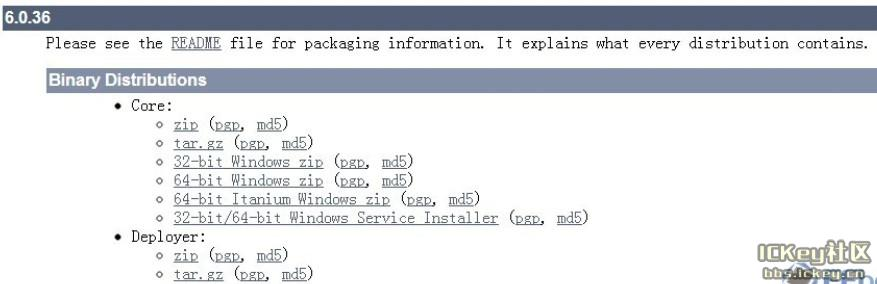 6.0.36
Please see the README file for packaging information. It explains what every distribution contains.
Binary Distributions
• Core:
○ zip (pgp, md5)
○ tar.gz (pgp, md5)
○ 32-bit Windows zip (pgp, md5)
○ 64-bit Windows zip (pgp, md5)
○ 64-bit Itanium Windows zip (pgp, md5)
○ 32-bit/64-bit Windows Service Installer (pgp, md5)
• Deployer:
○ zip (pgp, md5)
○ tar.gz (pgp, md5)
ICKey社区
bbs.ickey.cn